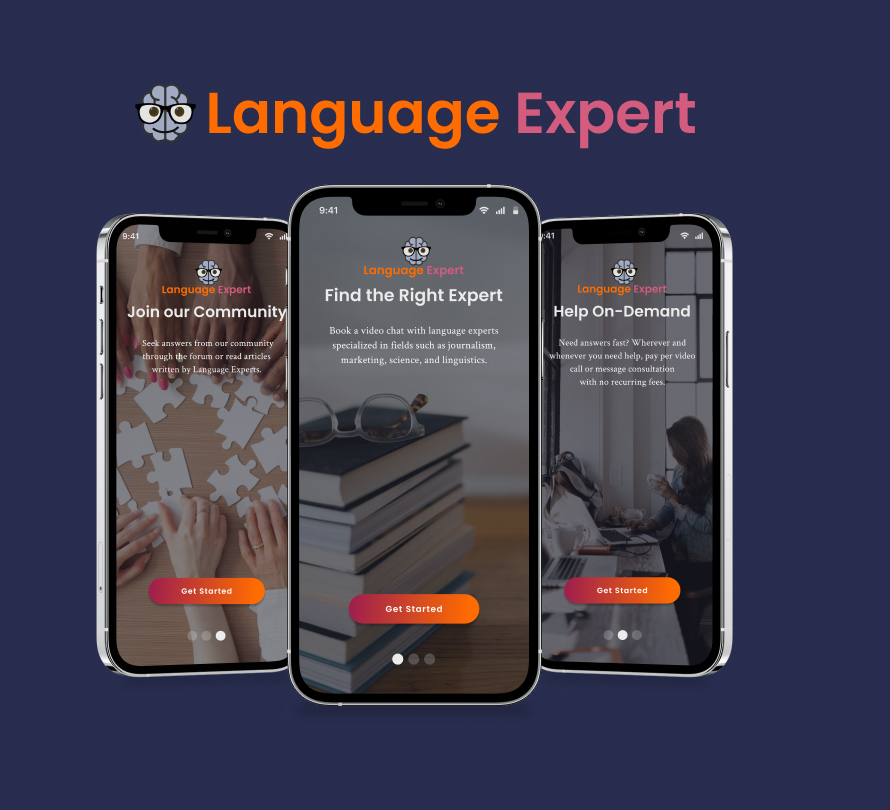 Language Expert
9:41
Language Expert
Join our Community
Seek answers from our community
through the forum or read articles
written by Language Experts.
Get Started
9:41
Language Expert
Find the Right Expert
Book a video chat with language experts
specialized in fields such as journalism,
marketing, science, and linguistics.
Get Started
9:41
Language Expert
Help On-Demand
Need answers fast? Wherever and
whenever you need help, pay per video
call or message consultation
with no recurring fees.
Get Started